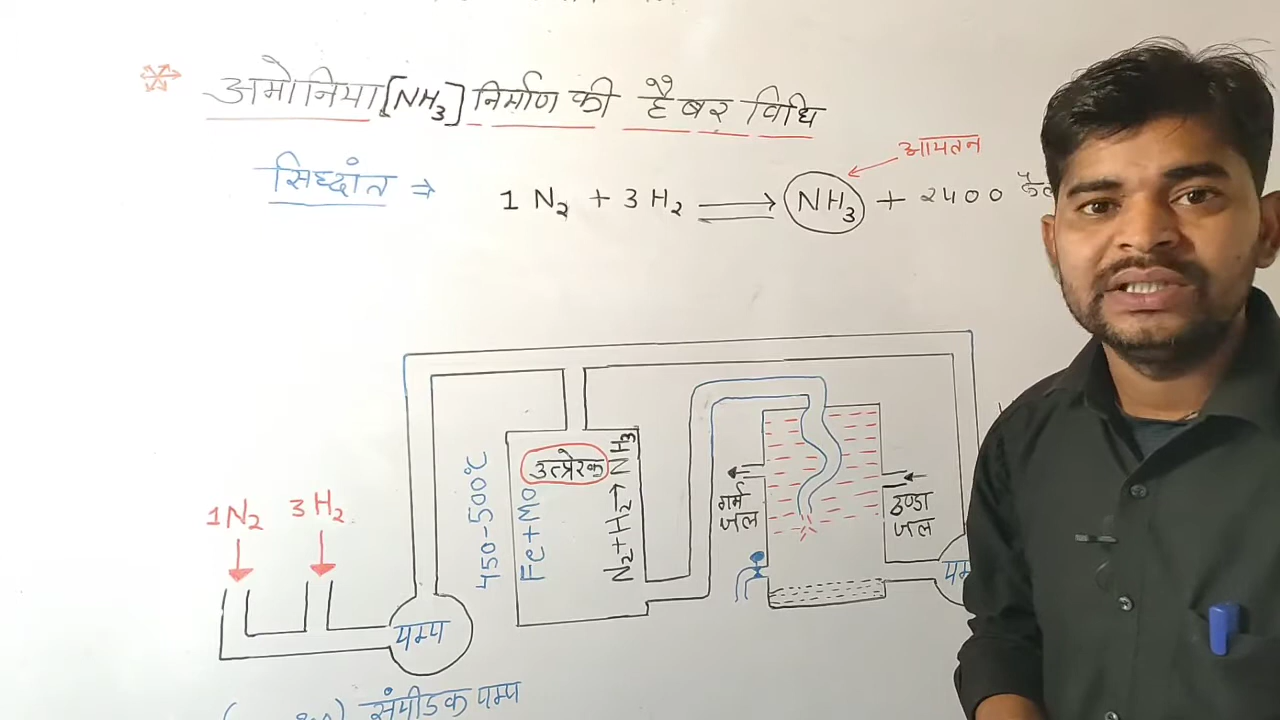 अमोनिया [NH3] निर्माण की हैबर विधि
सिद्धांत ⇒
आयतन
1 N2 + 3 H2 ⇌ NH3 + 2400
1N2
3H2
पम्प
450-500℃
Fe+Mo
उत्प्रेरक
N2+H2→NH3
गर्म
जल
ठण्डा
जल
संपीडक पम्प